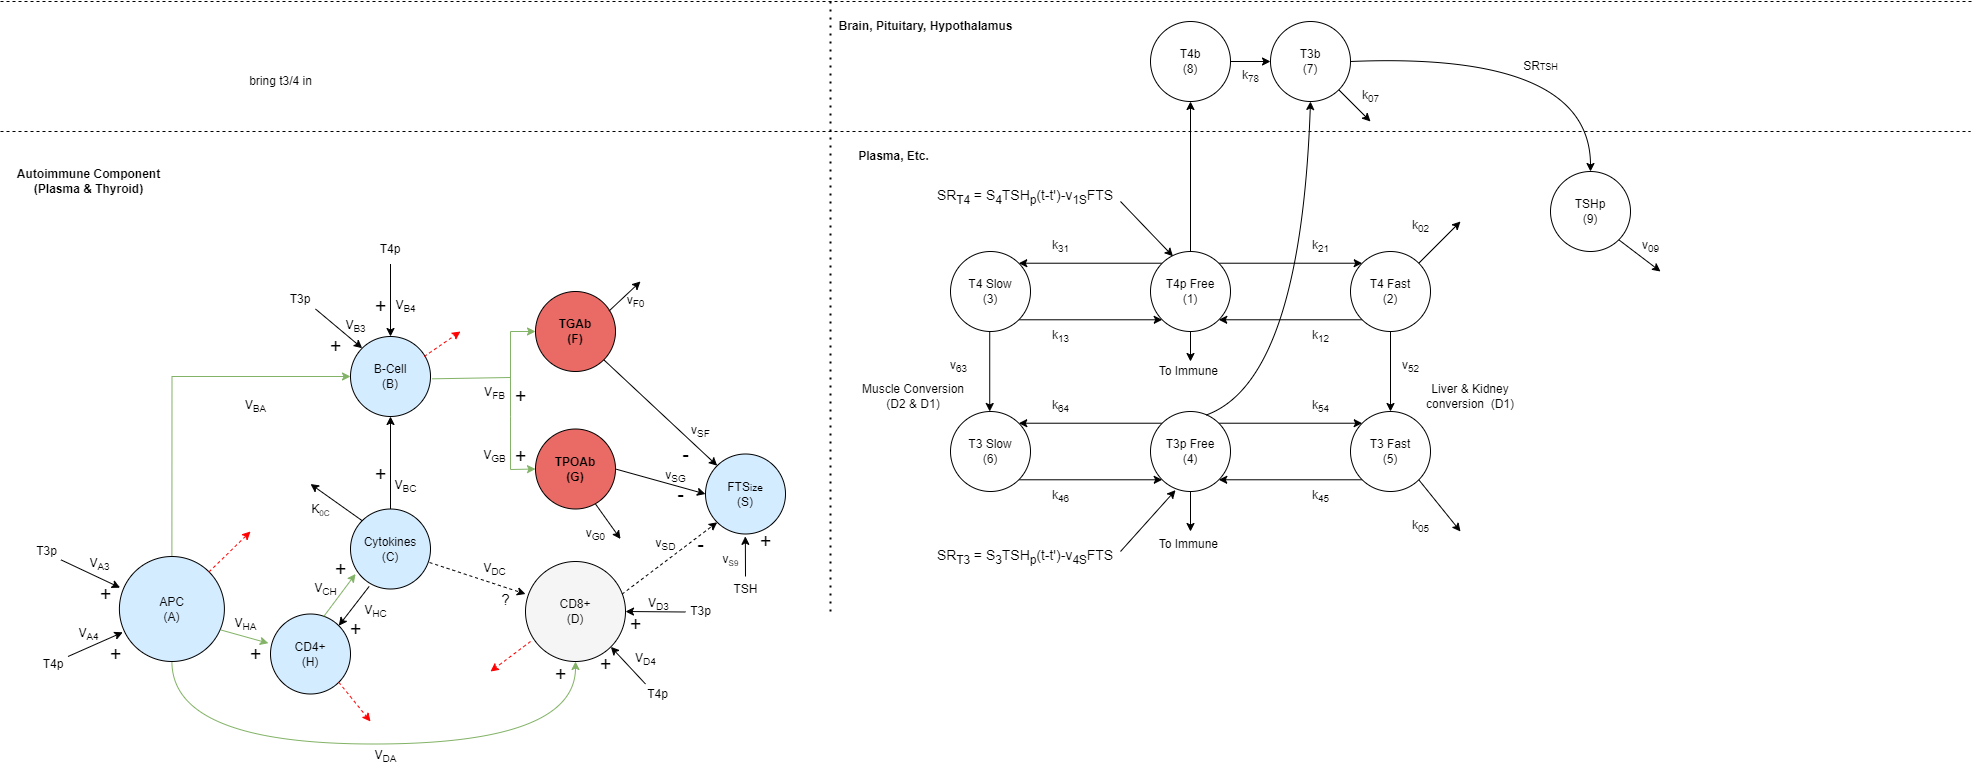 Brain, Pituitary, Hypothalamus
bring t3/4 in
T4b
(8)
k78
T3b
(7)
k07
SRTSH
Plasma, Etc.
TSHp
(9)
v09
SRT4 = S4TSHp(t-t')-v1SFTS
k31
k21
k02
T4 Slow
(3)
T4p Free
(1)
T4 Fast
(2)
k13
k12
v63
To Immune
v52
Muscle Conversion
(D2 & D1)
Liver & Kidney
conversion (D1)
k64
k54
T3 Slow
(6)
T3p Free
(4)
T3 Fast
(5)
k46
k45
k05
To Immune
SRT3 = S3TSHp(t-t')-v4SFTS
Autoimmune Component
(Plasma & Thyroid)
T4p
+
VB4
T3p
VB3
+
B-Cell
(B)
VBA
TGAb
(F)
vF0
VFB
+
VGB
+
TPOAb
(G)
vG0
vSF
-
vSG
-
FTSize
(S)
+
vS9
TSH
+
VBC
K0C
Cytokines
(C)
VDC
?
vSD
-
CD8+
(D)
VD3
T3p
+
VD4
T4p
+
+
T3p
VA3
+
APC
(A)
VA4
T4p
+
VHA
+
VCH
+
VHC
+
CD4+
(H)
VDA